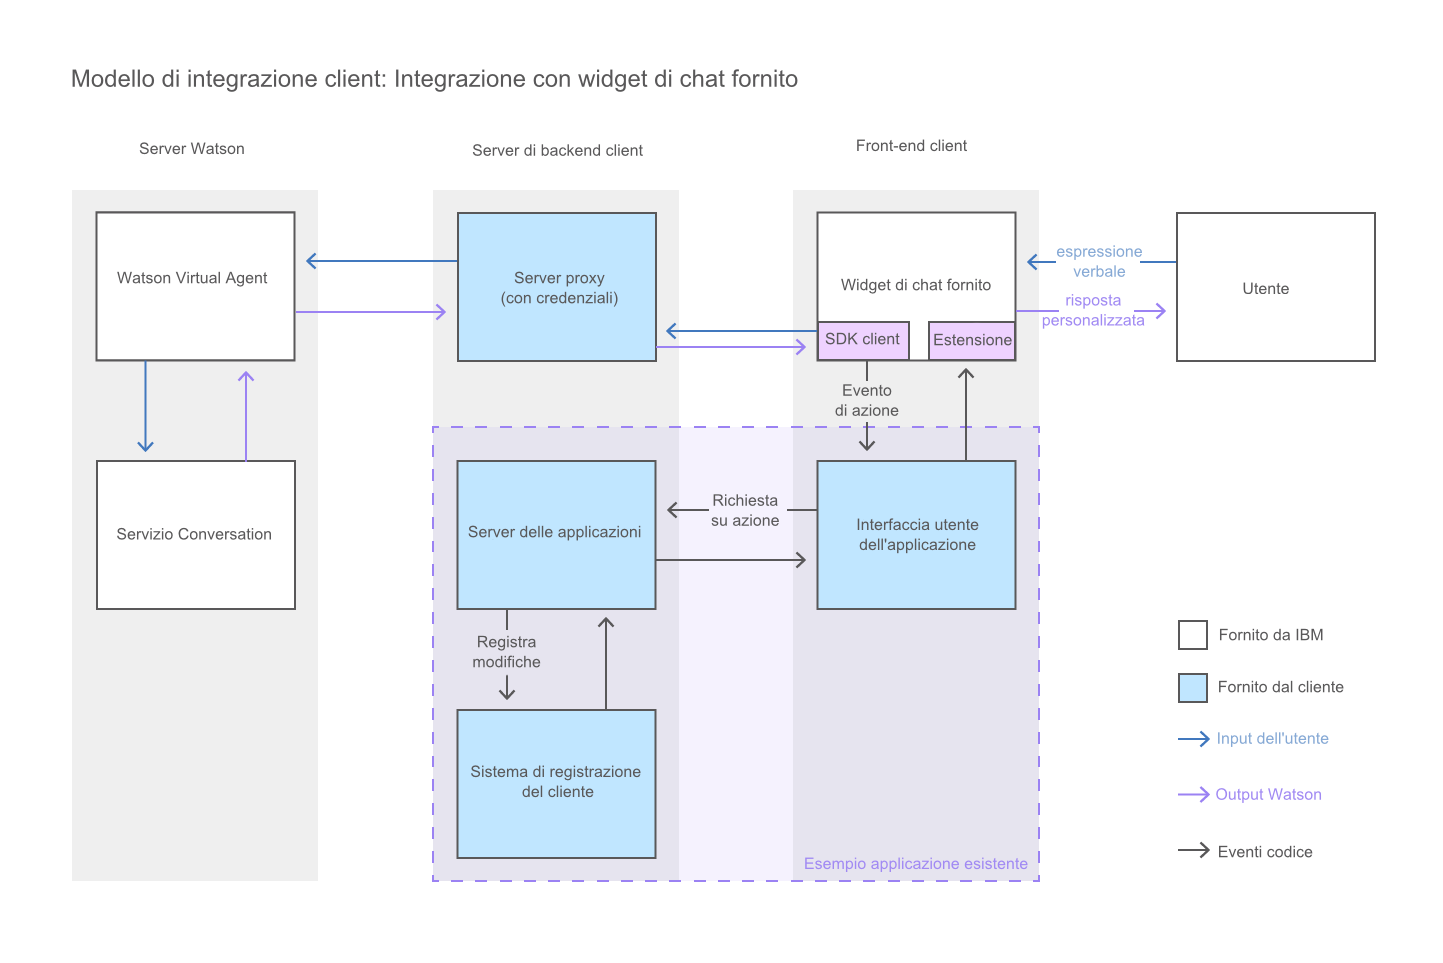 Modello di integrazione client: Integrazione con widget di chat fornito
Server Watson
Server di backend client
Front-end client
Watson Virtual Agent
Server proxy
(con credenziali)
Widget di chat fornito
SDK client
Estensione
espressione
verbale
risposta
personalizzata
Utente
Evento
di azione
Servizio Conversation
Server delle applicazioni
Richiesta
su azione
Interfaccia utente
dell'applicazione
Registra
modifiche
Sistema di registrazione
del cliente
Esempio applicazione esistente
Fornito da IBM
Fornito dal cliente
Input dell'utente
Output Watson
Eventi codice